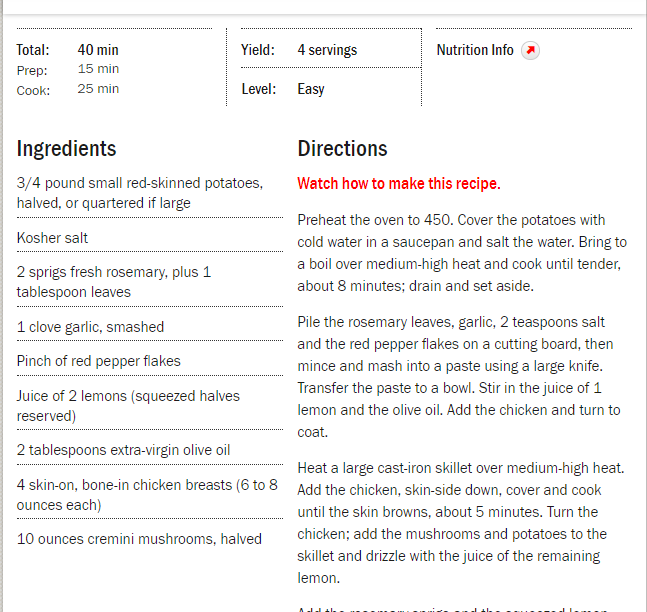 Total: 40 min
Prep: 15 min
Cook: 25 min
Yield: 4 servings
Level: Easy
Nutrition Info
Ingredients
3/4 pound small red-skinned potatoes,
halved, or quartered if large
Kosher salt
2 sprigs fresh rosemary, plus 1
tablespoon leaves
1 clove garlic, smashed
Pinch of red pepper flakes
Juice of 2 lemons (squeezed halves
reserved)
2 tablespoons extra-virgin olive oil
4 skin-on, bone-in chicken breasts (6 to 8
ounces each)
10 ounces cremini mushrooms, halved
Directions
Watch how to make this recipe.
Preheat the oven to 450. Cover the potatoes with
cold water in a saucepan and salt the water. Bring to
a boil over medium-high heat and cook until tender,
about 8 minutes; drain and set aside.
Pile the rosemary leaves, garlic, 2 teaspoons salt
and the red pepper flakes on a cutting board, then
mince and mash into a paste using a large knife.
Transfer the paste to a bowl. Stir in the juice of 1
lemon and the olive oil. Add the chicken and turn to
coat.
Heat a large cast-iron skillet over medium-high heat.
Add the chicken, skin-side down, cover and cook
until the skin browns, about 5 minutes. Turn the
chicken; add the mushrooms and potatoes to the
skillet and drizzle with the juice of the remaining
lemon.
Add the rosemary sprigs and the squeezed lemon